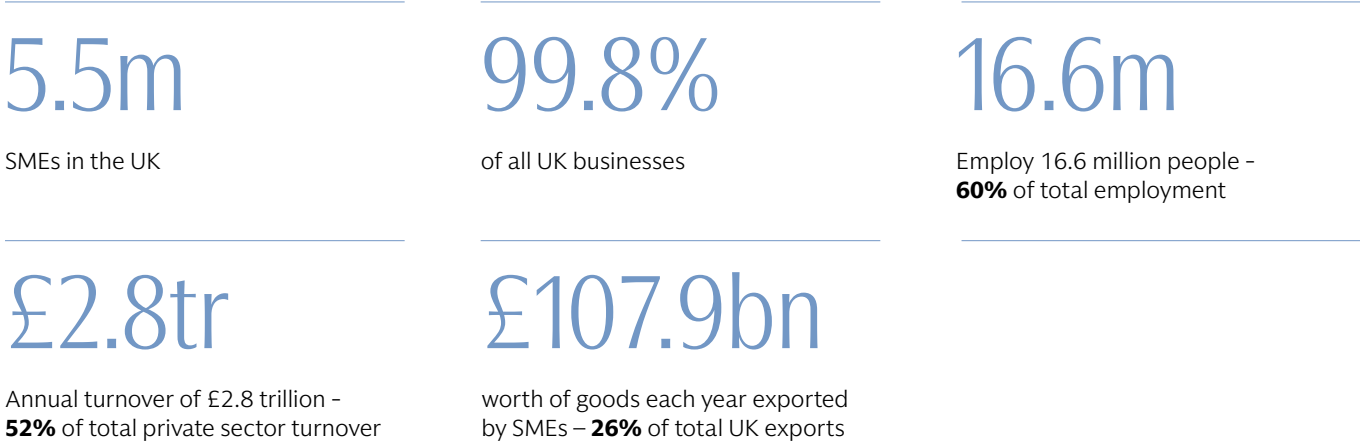 5.5m
SMEs in the UK
99.8%
of all UK businesses
16.6m
Employ 16.6 million people -
60% of total employment
£2.8tr
Annual turnover of £2.8 trillion -
52% of total private sector turnover
£107.9bn
worth of goods each year exported
by SMEs – 26% of total UK exports